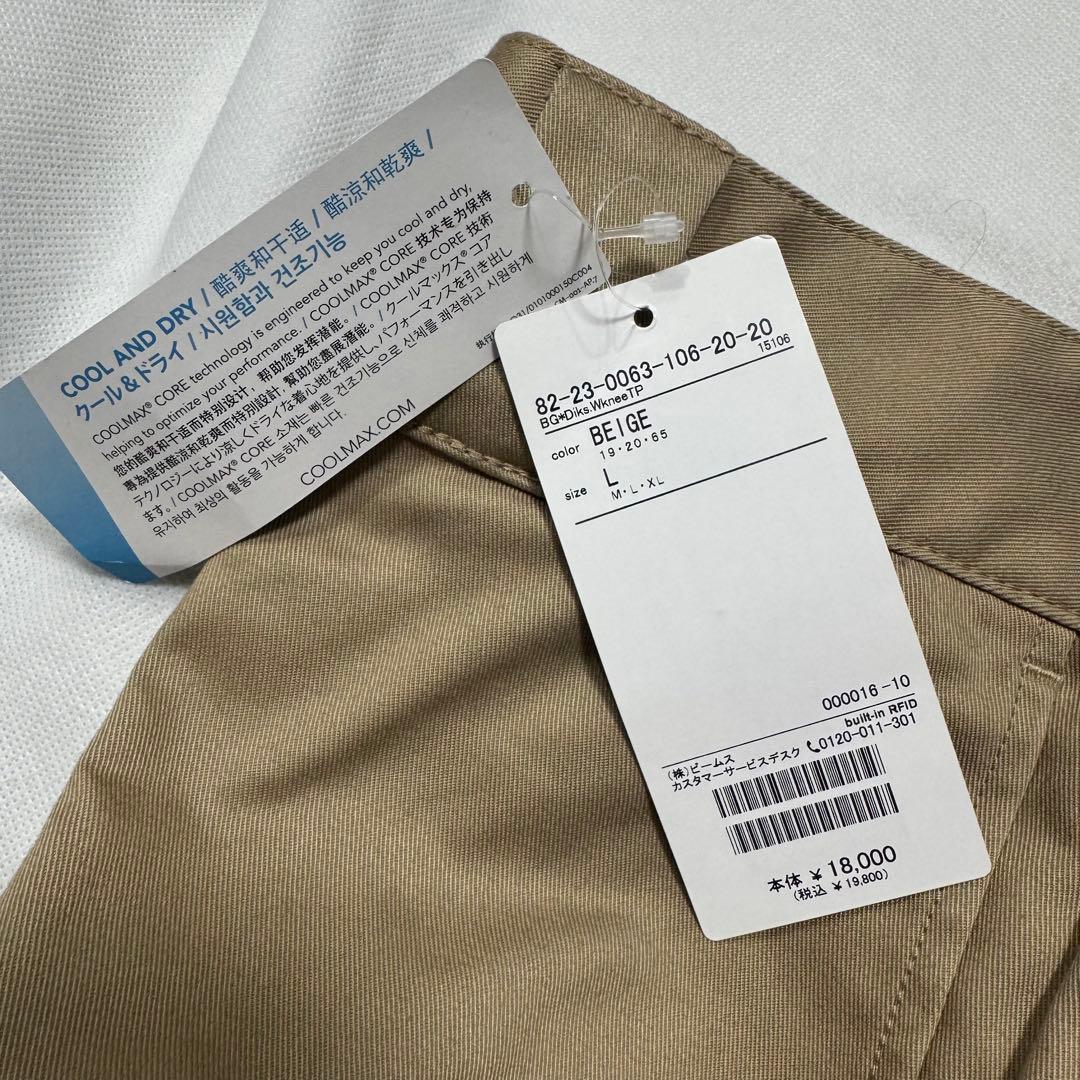 COOL AND DRY / 酷爽和干适 / 酷涼和乾爽 /
クール&ドライ / 시원함과 건조기능
COOLMAX® CORE technology is engineered to keep you cool and dry,
helping to optimize your performance. / COOLMAX® CORE 技术专为保持
您的酷爽和干适而特别设计，帮助您发挥潜能。/ COOLMAX® CORE 技術
專為提供酷涼和乾爽而特別設計，幫助您盡展潛能。/ クールマックス® コア
テクノロジーにより涼しくドライな着心地を提供し、パフォーマンスを引き出し
ます。/ COOLMAX® CORE 소재는 빠른 건조기능으로 신체를 쾌적하고 시원하게
유지하여 최상의 활동을 가능하게 합니다.
COOLMAX.COM
82-23-0063-106-20-20
15106
BG*Diks.WkneeTP
color BEIGE
19・20・65
size L
M・L・XL
000016-10
built-in RFID
(株)ビームス
カスタマーサービスデスク 0120-011-301
本体 ¥ 18,000
(税込 ¥ 19,800)